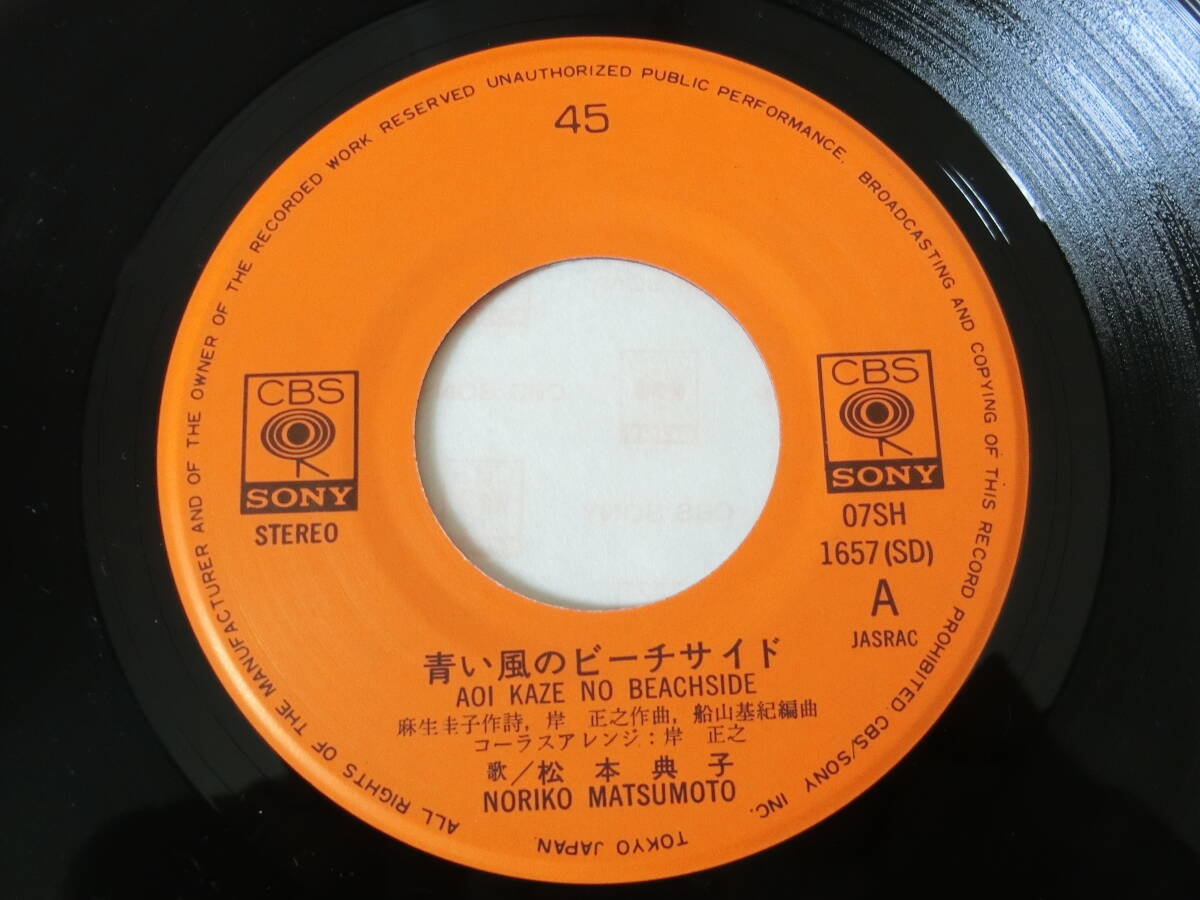 ALL RIGHTS OF THE MANUFACTURER AND OF THE OWNER OF THE RECORDED WORK RESERVED UNAUTHORIZED PUBLIC PERFORMANCE, BROADCASTING AND COPYING OF THIS RECORD PROHIBITED. CBS/SONY INC.
TOKYO JAPAN.
45
CBS
SONY
STEREO
CBS
SONY
07SH
1657(SD)
A
JASRAC
青い風のビーチサイド
AOI KAZE NO BEACHSIDE
麻生圭子作詩，岸 正之作曲，船山基紀編曲
コーラスアレンジ：岸 正之
歌／松本典子
NORIKO MATSUMOTO